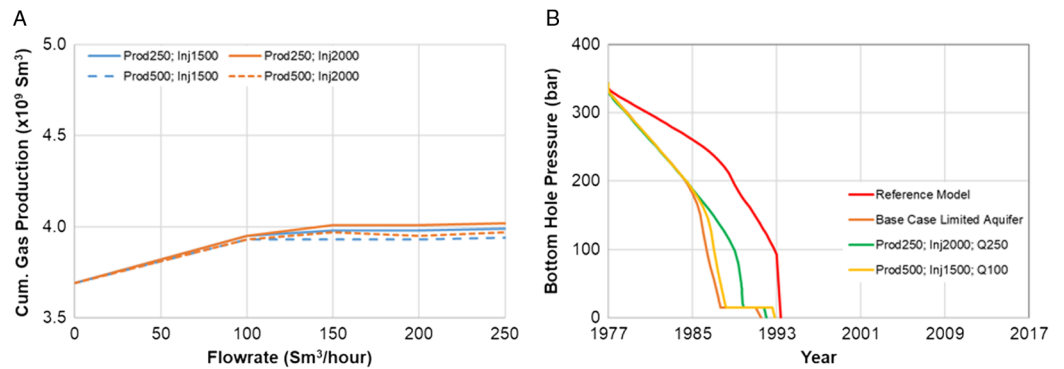 A
Cum. Gas Production (x10⁹ Sm³)
5.0
4.5
4.0
3.5
Prod250; Inj1500
Prod250; Inj2000
Prod500; Inj1500
Prod500; Inj2000
0 50 100 150 200 250
Flowrate (Sm³/hour)
B
Bottom Hole Pressure (bar)
400
300
200
100
0
Reference Model
Base Case Limited Aquifer
Prod250; Inj2000; Q250
Prod500; Inj1500; Q100
1977 1985 1993 2001 2009 2017
Year